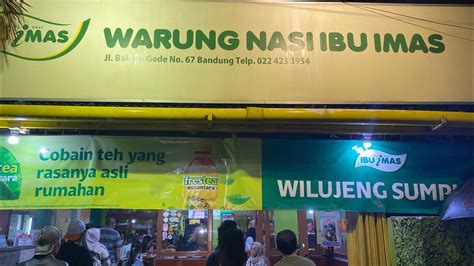 iMAS
WARUNG NASI IBU IMAS
Jl. Balong Gede No. 67 Bandung Telp. 022 423 3954
Cobain teh yang
rasanya asli
rumahan
frestea
nusantara
IBU iMAS
WILUJENG